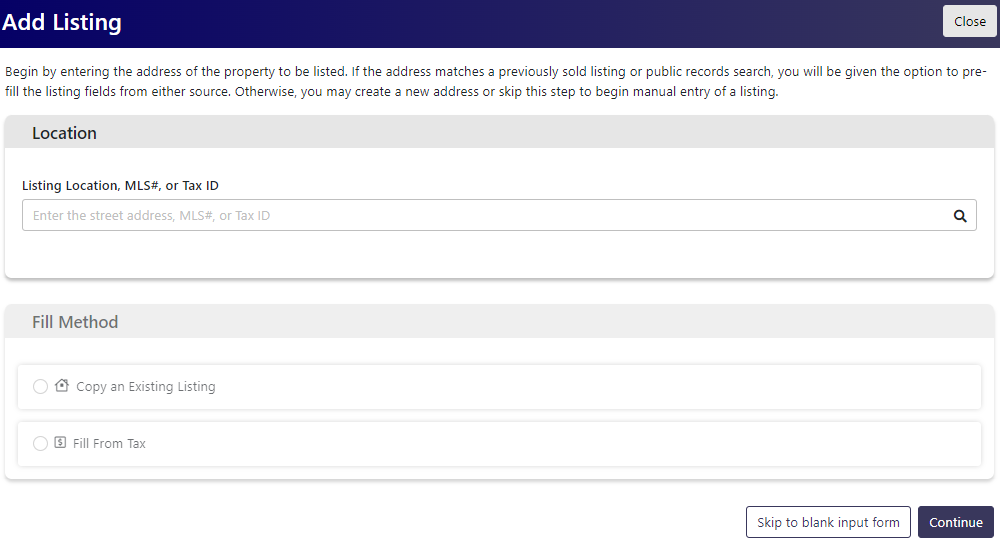 Add Listing
Close
Begin by entering the address of the property to be listed. If the address matches a previously sold listing or public records search, you will be given the option to pre-
fill the listing fields from either source. Otherwise, you may create a new address or skip this step to begin manual entry of a listing.
Location
Listing Location, MLS#, or Tax ID
Enter the street address, MLS#, or Tax ID
Fill Method
Copy an Existing Listing
Fill From Tax
Skip to blank input form
Continue